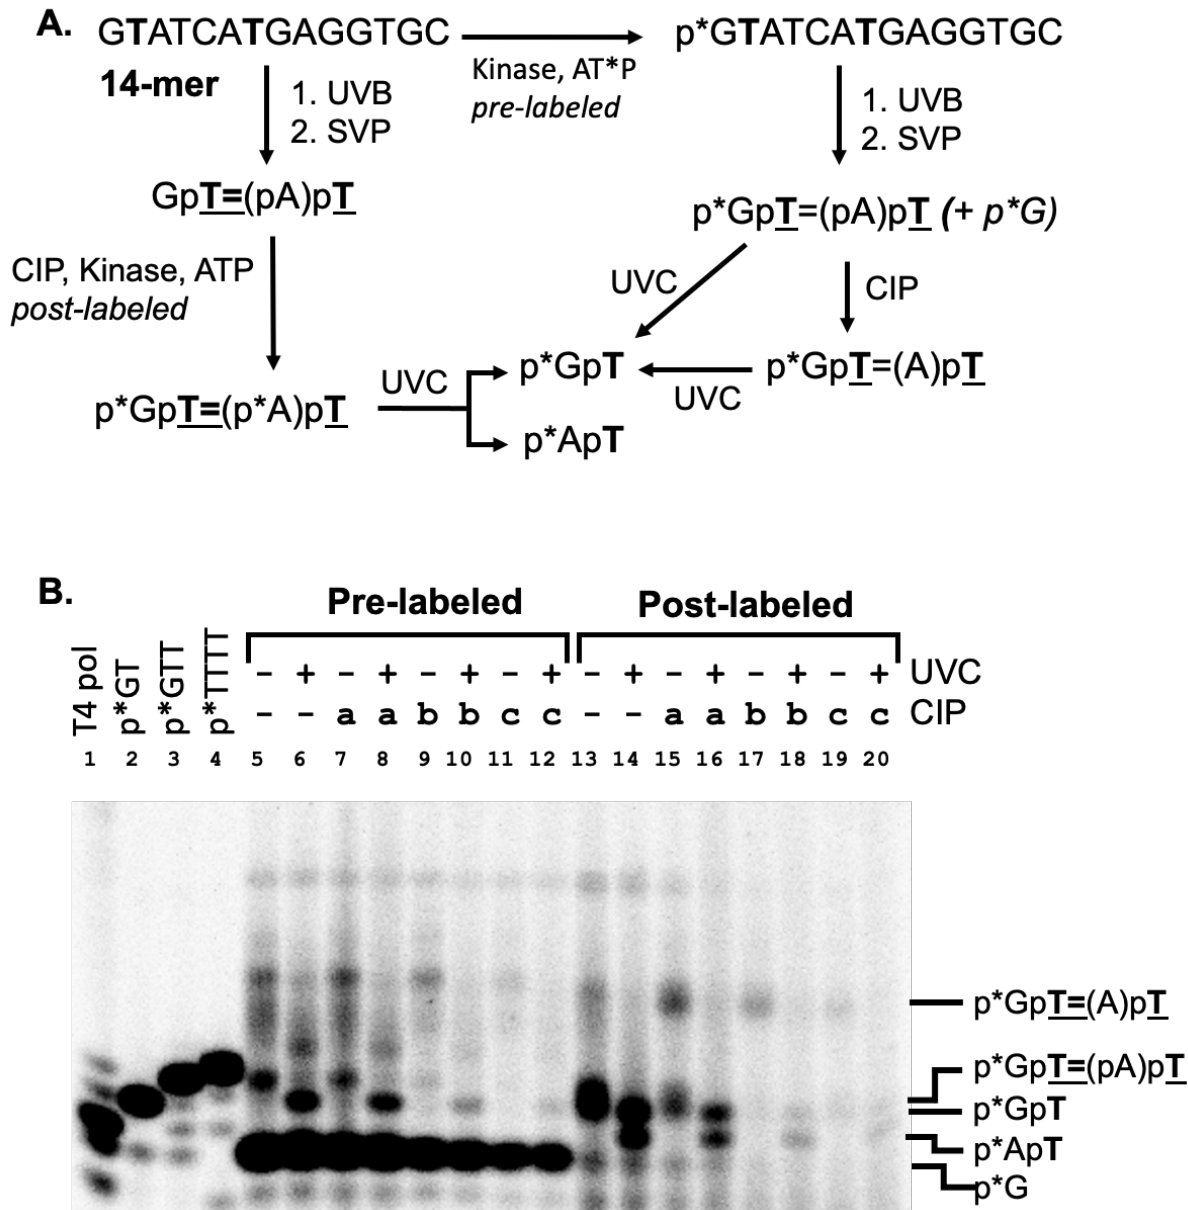 A.
GTATCATGAGGTGC
14-mer
Kinase, AT*P
pre-labeled
p*GTATCATGAGGTGC
1. UVB
2. SVP
1. UVB
2. SVP
GpT=(pA)pT
p*GpT=(pA)pT (+ p*G)
CIP, Kinase, ATP
post-labeled
UVC
CIP
p*GpT=(p*A)pT
UVC
p*GpT
p*ApT
UVC
p*GpT=(A)pT
B.
Pre-labeled
Post-labeled
T4 pol
p*GT
p*GTT
p*TTTT
– + – + – + – + – + – + – + – + UVC
– – a a b b c c – – a a b b c c CIP
1 2 3 4 5 6 7 8 9 10 11 12 13 14 15 16 17 18 19 20
p*GpT=(A)pT
p*GpT=(pA)pT
p*GpT
p*ApT
p*G